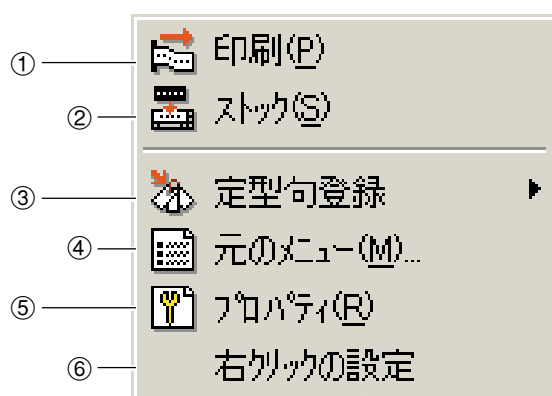 ① 印刷(P)
② ストック(S)
③ 定型句登録
④ 元のﾒﾆｭｰ(M)...
⑤ ﾌﾟﾛﾊﾟﾃｨ(R)
⑥ 右ｸﾘｯｸの設定